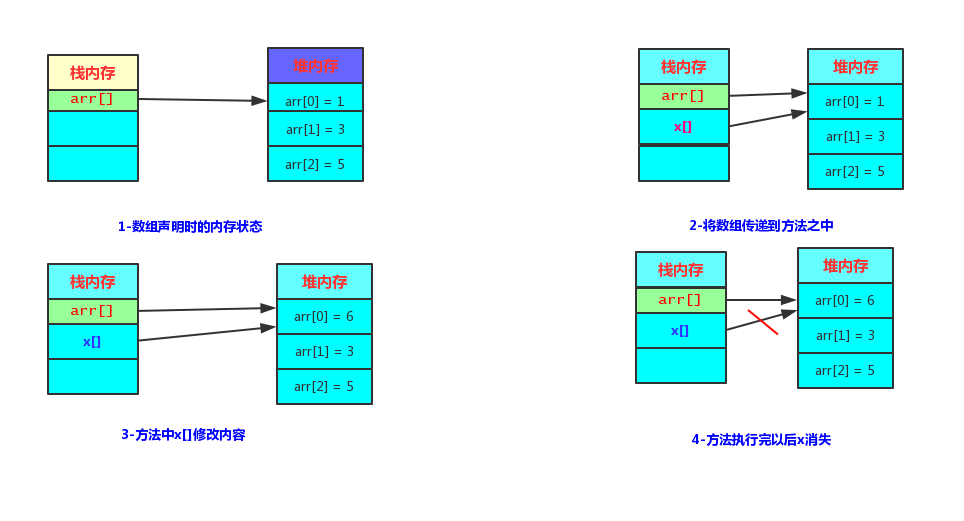 栈内存
arr[]
堆内存
arr[0] = 1
arr[1] = 3
arr[2] = 5
1-数组声明时的内存状态
栈内存
arr[]
x[]
堆内存
arr[0] = 1
arr[1] = 3
arr[2] = 5
2-将数组传递到方法之中
栈内存
arr[]
x[]
堆内存
arr[0] = 6
arr[1] = 3
arr[2] = 5
3-方法中x[]修改内容
栈内存
arr[]
x[]
堆内存
arr[0] = 6
arr[1] = 3
arr[2] = 5
4-方法执行完以后x消失